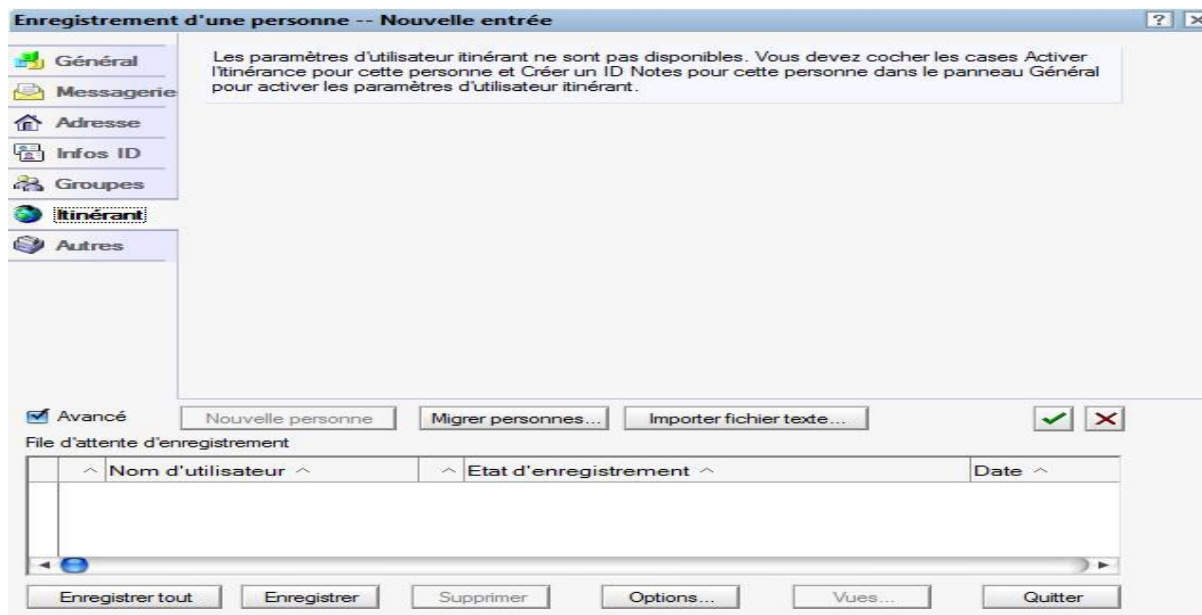 Enregistrement d'une personne -- Nouvelle entrée
?
Général
Messagerie
Adresse
Infos ID
Groupes
Itinérant
Autres
Les paramètres d'utilisateur itinérant ne sont pas disponibles. Vous devez cocher les cases Activer
l'itinérance pour cette personne et Créer un ID Notes pour cette personne dans le panneau Général
pour activer les paramètres d'utilisateur itinérant.
Avancé Nouvelle personne Migrer personnes... Importer fichier texte...
File d'attente d'enregistrement
Nom d'utilisateur Etat d'enregistrement Date
Enregistrer tout Enregistrer Supprimer Options... Vues... Quitter